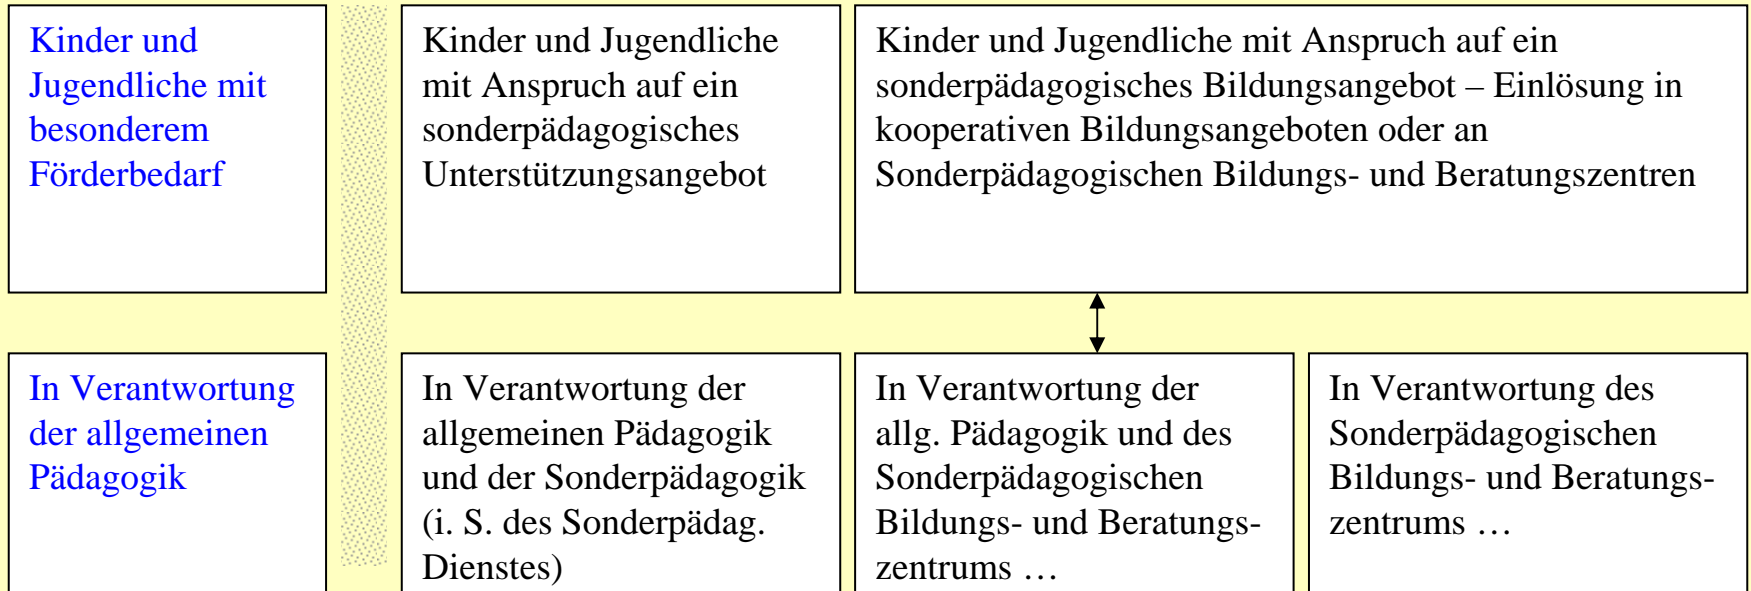 Kinder und
Jugendliche mit
besonderem
Förderbedarf
Kinder und Jugendliche
mit Anspruch auf ein
sonderpädagogisches
Unterstützungsangebot
Kinder und Jugendliche mit Anspruch auf ein
sonderpädagogisches Bildungsangebot – Einlösung in
kooperativen Bildungsangeboten oder an
Sonderpädagogischen Bildungs- und Beratungszentren
In Verantwortung
der allgemeinen
Pädagogik
In Verantwortung der
allgemeinen Pädagogik
und der Sonderpädagogik
(i. S. des Sonderpädag.
Dienstes)
In Verantwortung der
allg. Pädagogik und des
Sonderpädagogischen
Bildungs- und Beratungs-
zentrums …
In Verantwortung des
Sonderpädagogischen
Bildungs- und Beratungs-
zentrums …